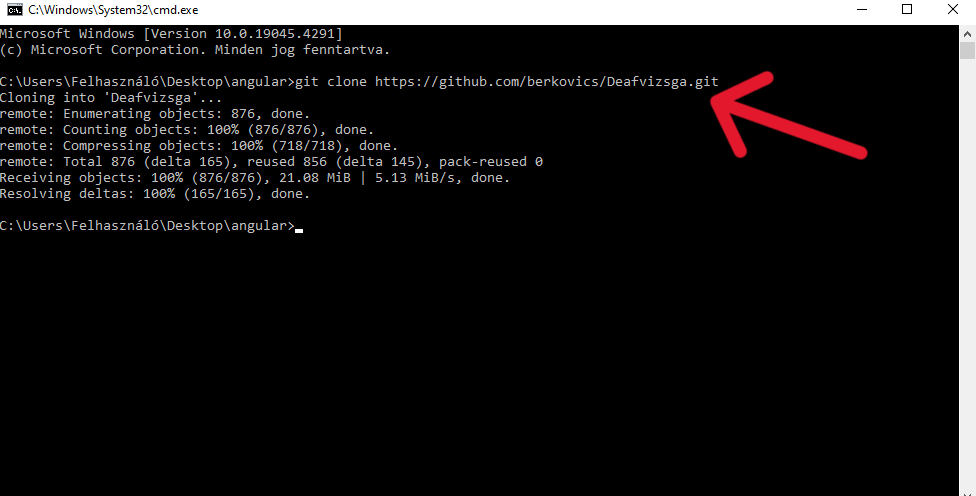 C:\Windows\System32\cmd.exe
Microsoft Windows [Version 10.0.19045.4291]
(c) Microsoft Corporation. Minden jog fenntartva.
C:\Users\Felhasználó\Desktop\angular>git clone https://github.com/berkovics/Deafvizsga.git
Cloning into 'Deafvizsga'...
remote: Enumerating objects: 876, done.
remote: Counting objects: 100% (876/876), done.
remote: Compressing objects: 100% (718/718), done.
remote: Total 876 (delta 165), reused 856 (delta 145), pack-reused 0
Receiving objects: 100% (876/876), 21.08 MiB | 5.13 MiB/s, done.
Resolving deltas: 100% (165/165), done.
C:\Users\Felhasználó\Desktop\angular>